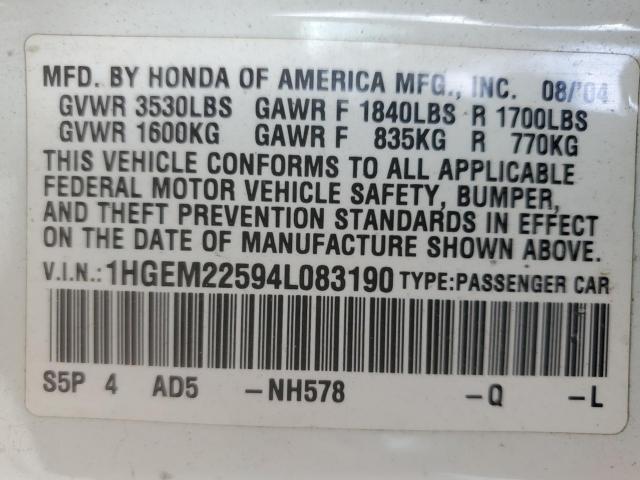 MFD. BY HONDA OF AMERICA MFG., INC. 08/'04
GVWR 3530LBS GAWR F 1840LBS R 1700LBS
GVWR 1600KG GAWR F 835KG R 770KG
THIS VEHICLE CONFORMS TO ALL APPLICABLE
FEDERAL MOTOR VEHICLE SAFETY, BUMPER,
AND THEFT PREVENTION STANDARDS IN EFFECT
ON THE DATE OF MANUFACTURE SHOWN ABOVE.
V.I.N.: 1HGEM22594L083190 TYPE:PASSENGER CAR
S5P 4 AD5 -NH578 -Q -L